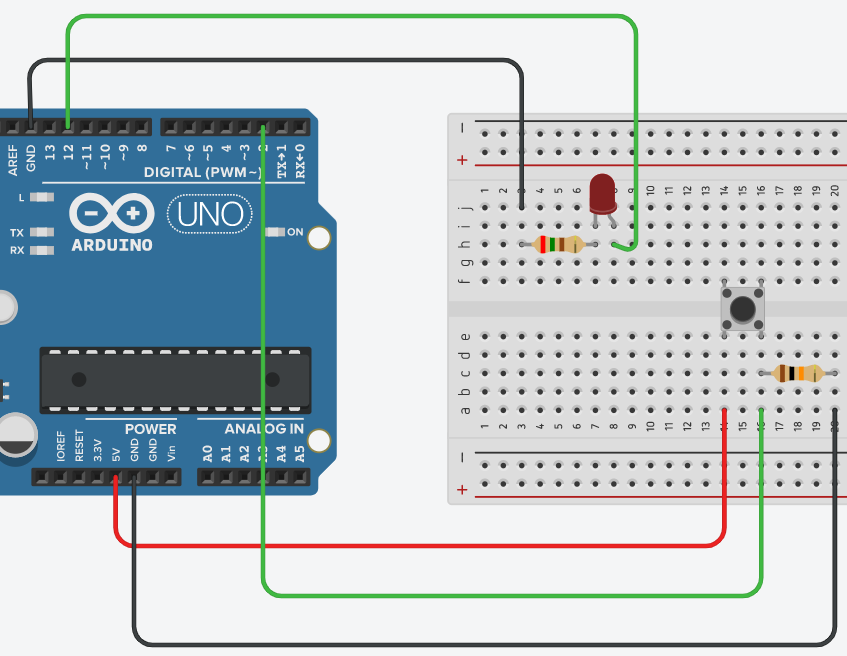 AREF
GND
13
12
~11
~10
~9
8
7
~6
~5
4
~3
2
TX→1
RX←0
DIGITAL (PWM~)
L
TX
RX
ARDUINO
UNO
ON
IOREF
RESET
3.3V
5V
GND
GND
Vin
POWER
A0
A1
A2
A3
A4
A5
ANALOG IN
−
+
1 2 3 4 5 6 7 8 9 10 11 12 13 14 15 16 17 18 19 20
j
i
h
g
f
e
d
c
b
a
1 2 3 4 5 6 7 8 9 10 11 12 13 14 15 16 17 18 19 20
−
+